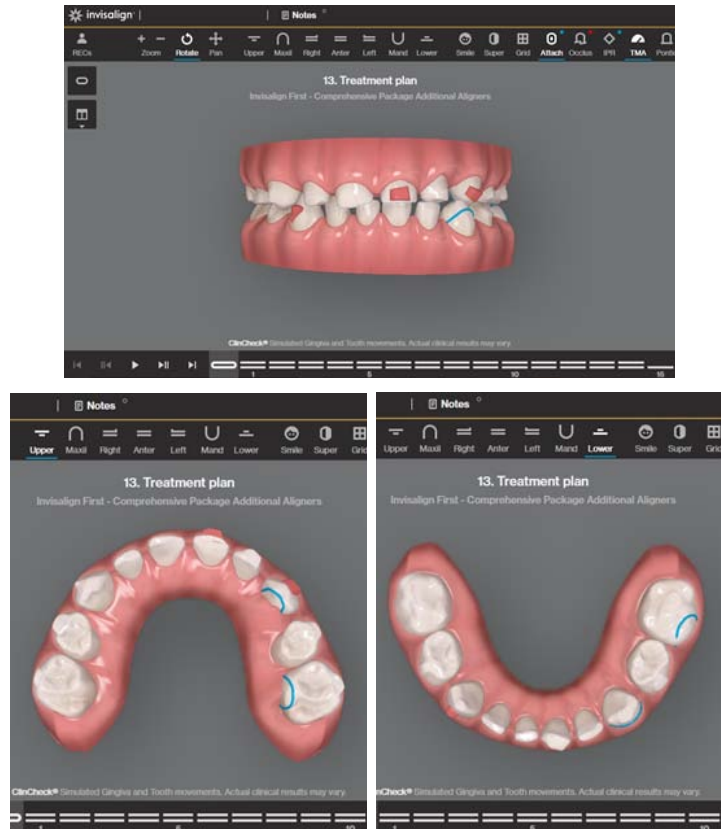 invisalign | | Notes
RECs Zoom Rotate Pan Upper Maxil Right Anter Left Mand Lower Smile Super Grid Attach Occlus IPR TMA Pontic
13. Treatment plan
Invisalign First - Comprehensive Package Additional Aligners
ClinCheck® Simulated Gingiva and Tooth movements. Actual clinical results may vary.
1 5 10 15
| Notes
Upper Maxil Right Anter Left Mand Lower Smile Super Grid
13. Treatment plan
Invisalign First - Comprehensive Package Additional Aligners
ClinCheck® Simulated Gingiva and Tooth movements. Actual clinical results may vary.
1 5 10
| Notes
Upper Maxil Right Anter Left Mand Lower Smile Super Grid
13. Treatment plan
Invisalign First - Comprehensive Package Additional Aligners
ClinCheck® Simulated Gingiva and Tooth movements. Actual clinical results may vary.
1 5 10